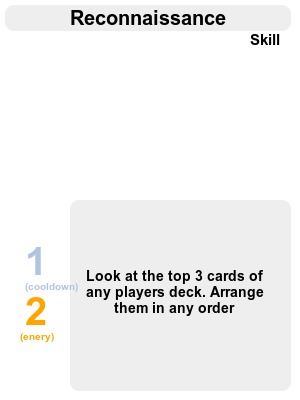 Reconnaissance
Skill
1
(cooldown)
2
(enery)
Look at the top 3 cards of
any players deck. Arrange
them in any order